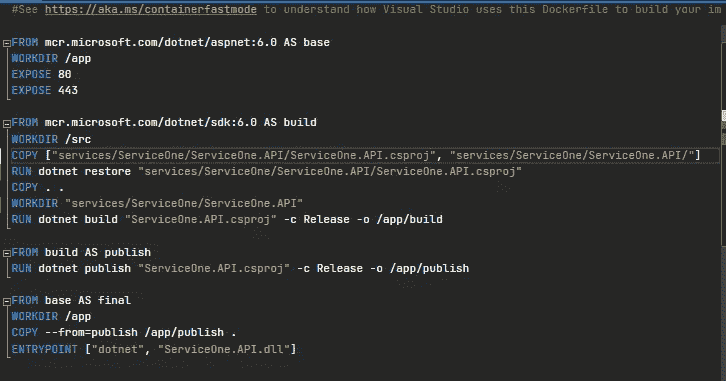 #See https://aka.ms/containerfastmode to understand how Visual Studio uses this Dockerfile to build your im
FROM mcr.microsoft.com/dotnet/aspnet:6.0 AS base
WORKDIR /app
EXPOSE 80
EXPOSE 443
FROM mcr.microsoft.com/dotnet/sdk:6.0 AS build
WORKDIR /src
COPY ["services/ServiceOne/ServiceOne.API/ServiceOne.API.csproj", "services/ServiceOne/ServiceOne.API/"]
RUN dotnet restore "services/ServiceOne/ServiceOne.API/ServiceOne.API.csproj"
COPY . .
WORKDIR "services/ServiceOne/ServiceOne.API"
RUN dotnet build "ServiceOne.API.csproj" -c Release -o /app/build
FROM build AS publish
RUN dotnet publish "ServiceOne.API.csproj" -c Release -o /app/publish
FROM base AS final
WORKDIR /app
COPY --from=publish /app/publish .
ENTRYPOINT ["dotnet", "ServiceOne.API.dll"]